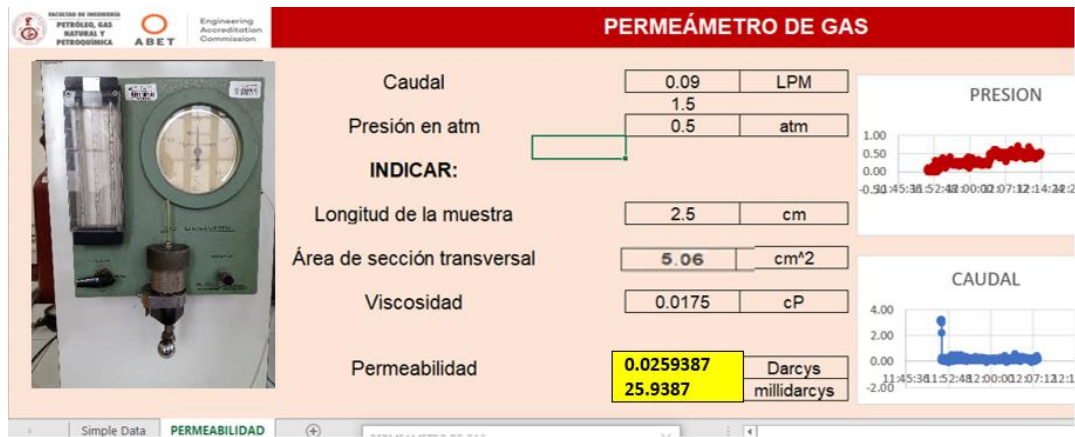 FACULTAD DE INGENIERÍA
PETRÓLEO, GAS
NATURAL Y
PETROQUÍMICA
ABET
Engineering
Accreditation
Commission
PERMEÁMETRO DE GAS
Caudal 0.09 LPM
1.5
Presión en atm 0.5 atm
INDICAR:
Longitud de la muestra 2.5 cm
Área de sección transversal 5.06 cm^2
Viscosidad 0.0175 cP
Permeabilidad 0.0259387 Darcys
25.9387 millidarcys
PRESION
1.00
0.50
0.00
CAUDAL
4.00
2.00
0.00
-2.00
Simple Data PERMEABILIDAD